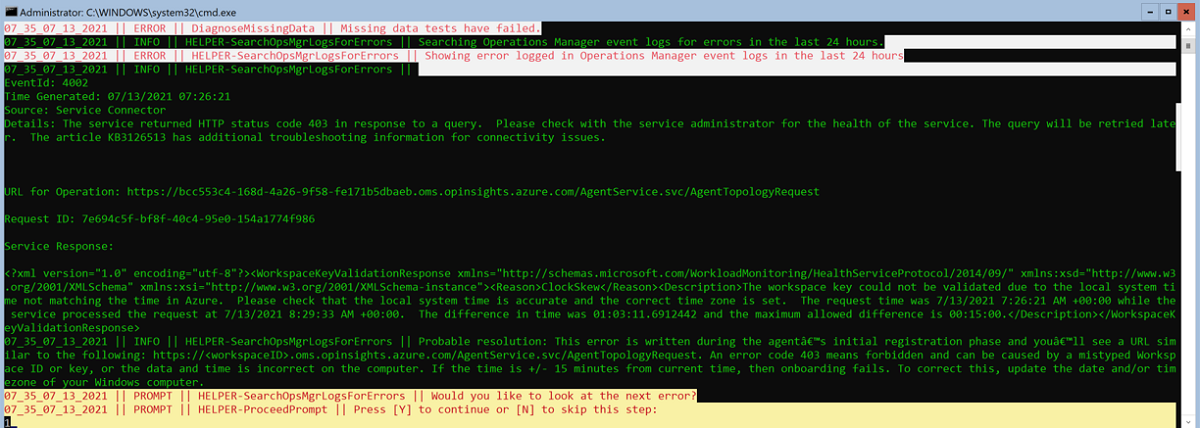 Administrator: C:\WINDOWS\system32\cmd.exe
07_35_07_13_2021 || ERROR || DiagnoseMissingData || Missing data tests have failed.
07_35_07_13_2021 || INFO || HELPER-SearchOpsMgrLogsForErrors || Searching Operations Manager event logs for errors in the last 24 hours.
07_35_07_13_2021 || ERROR || HELPER-SearchOpsMgrLogsForErrors || Showing error logged in Operations Manager event logs in the last 24 hours
07_35_07_13_2021 || INFO || HELPER-SearchOpsMgrLogsForErrors ||
EventId: 4002
Time Generated: 07/13/2021 07:26:21
Source: Service Connector
Details: The service returned HTTP status code 403 in response to a query.  Please check with the service administrator for the health of the service. The query will be retried late
r.  The article KB3126513 has additional troubleshooting information for connectivity issues.
URL for Operation: https://bcc553c4-168d-4a26-9f58-fe171b5dbaeb.oms.opinsights.azure.com/AgentService.svc/AgentTopologyRequest
Request ID: 7e694c5f-bf8f-40c4-95e0-154a1774f986
Service Response:
<?xml version="1.0" encoding="utf-8"?><WorkspaceKeyValidationResponse xmlns="http://schemas.microsoft.com/WorkloadMonitoring/HealthServiceProtocol/2014/09/" xmlns:xsd="http://www.w3
.org/2001/XMLSchema" xmlns:xsi="http://www.w3.org/2001/XMLSchema-instance"><Reason>ClockSkew</Reason><Description>The workspace key could not be validated due to the local system ti
me not matching the time in Azure.  Please check that the local system time is accurate and the correct time zone is set.  The request time was 7/13/2021 7:26:21 AM +00:00 while the
 service processed the request at 7/13/2021 8:29:33 AM +00:00.  The difference in time was 01:03:11.6912442 and the maximum allowed difference is 00:15:00.</Description></WorkspaceK
eyValidationResponse>
07_35_07_13_2021 || INFO || HELPER-SearchOpsMgrLogsForErrors || Probable resolution: This error is written during the agentâ€™s initial registration phase and youâ€™ll see a URL sim
ilar to the following: https://<workspaceID>.oms.opinsights.azure.com/AgentService.svc/AgentTopologyRequest. An error code 403 means forbidden and can be caused by a mistyped Worksp
ace ID or key, or the data and time is incorrect on the computer. If the time is +/- 15 minutes from current time, then onboarding fails. To correct this, update the date and/or tim
ezone of your Windows computer.
07_35_07_13_2021 || PROMPT || HELPER-SearchOpsMgrLogsForErrors || Would you like to look at the next error?
07_35_07_13_2021 || PROMPT || HELPER-ProceedPrompt || Press [Y] to continue or [N] to skip this step:
1